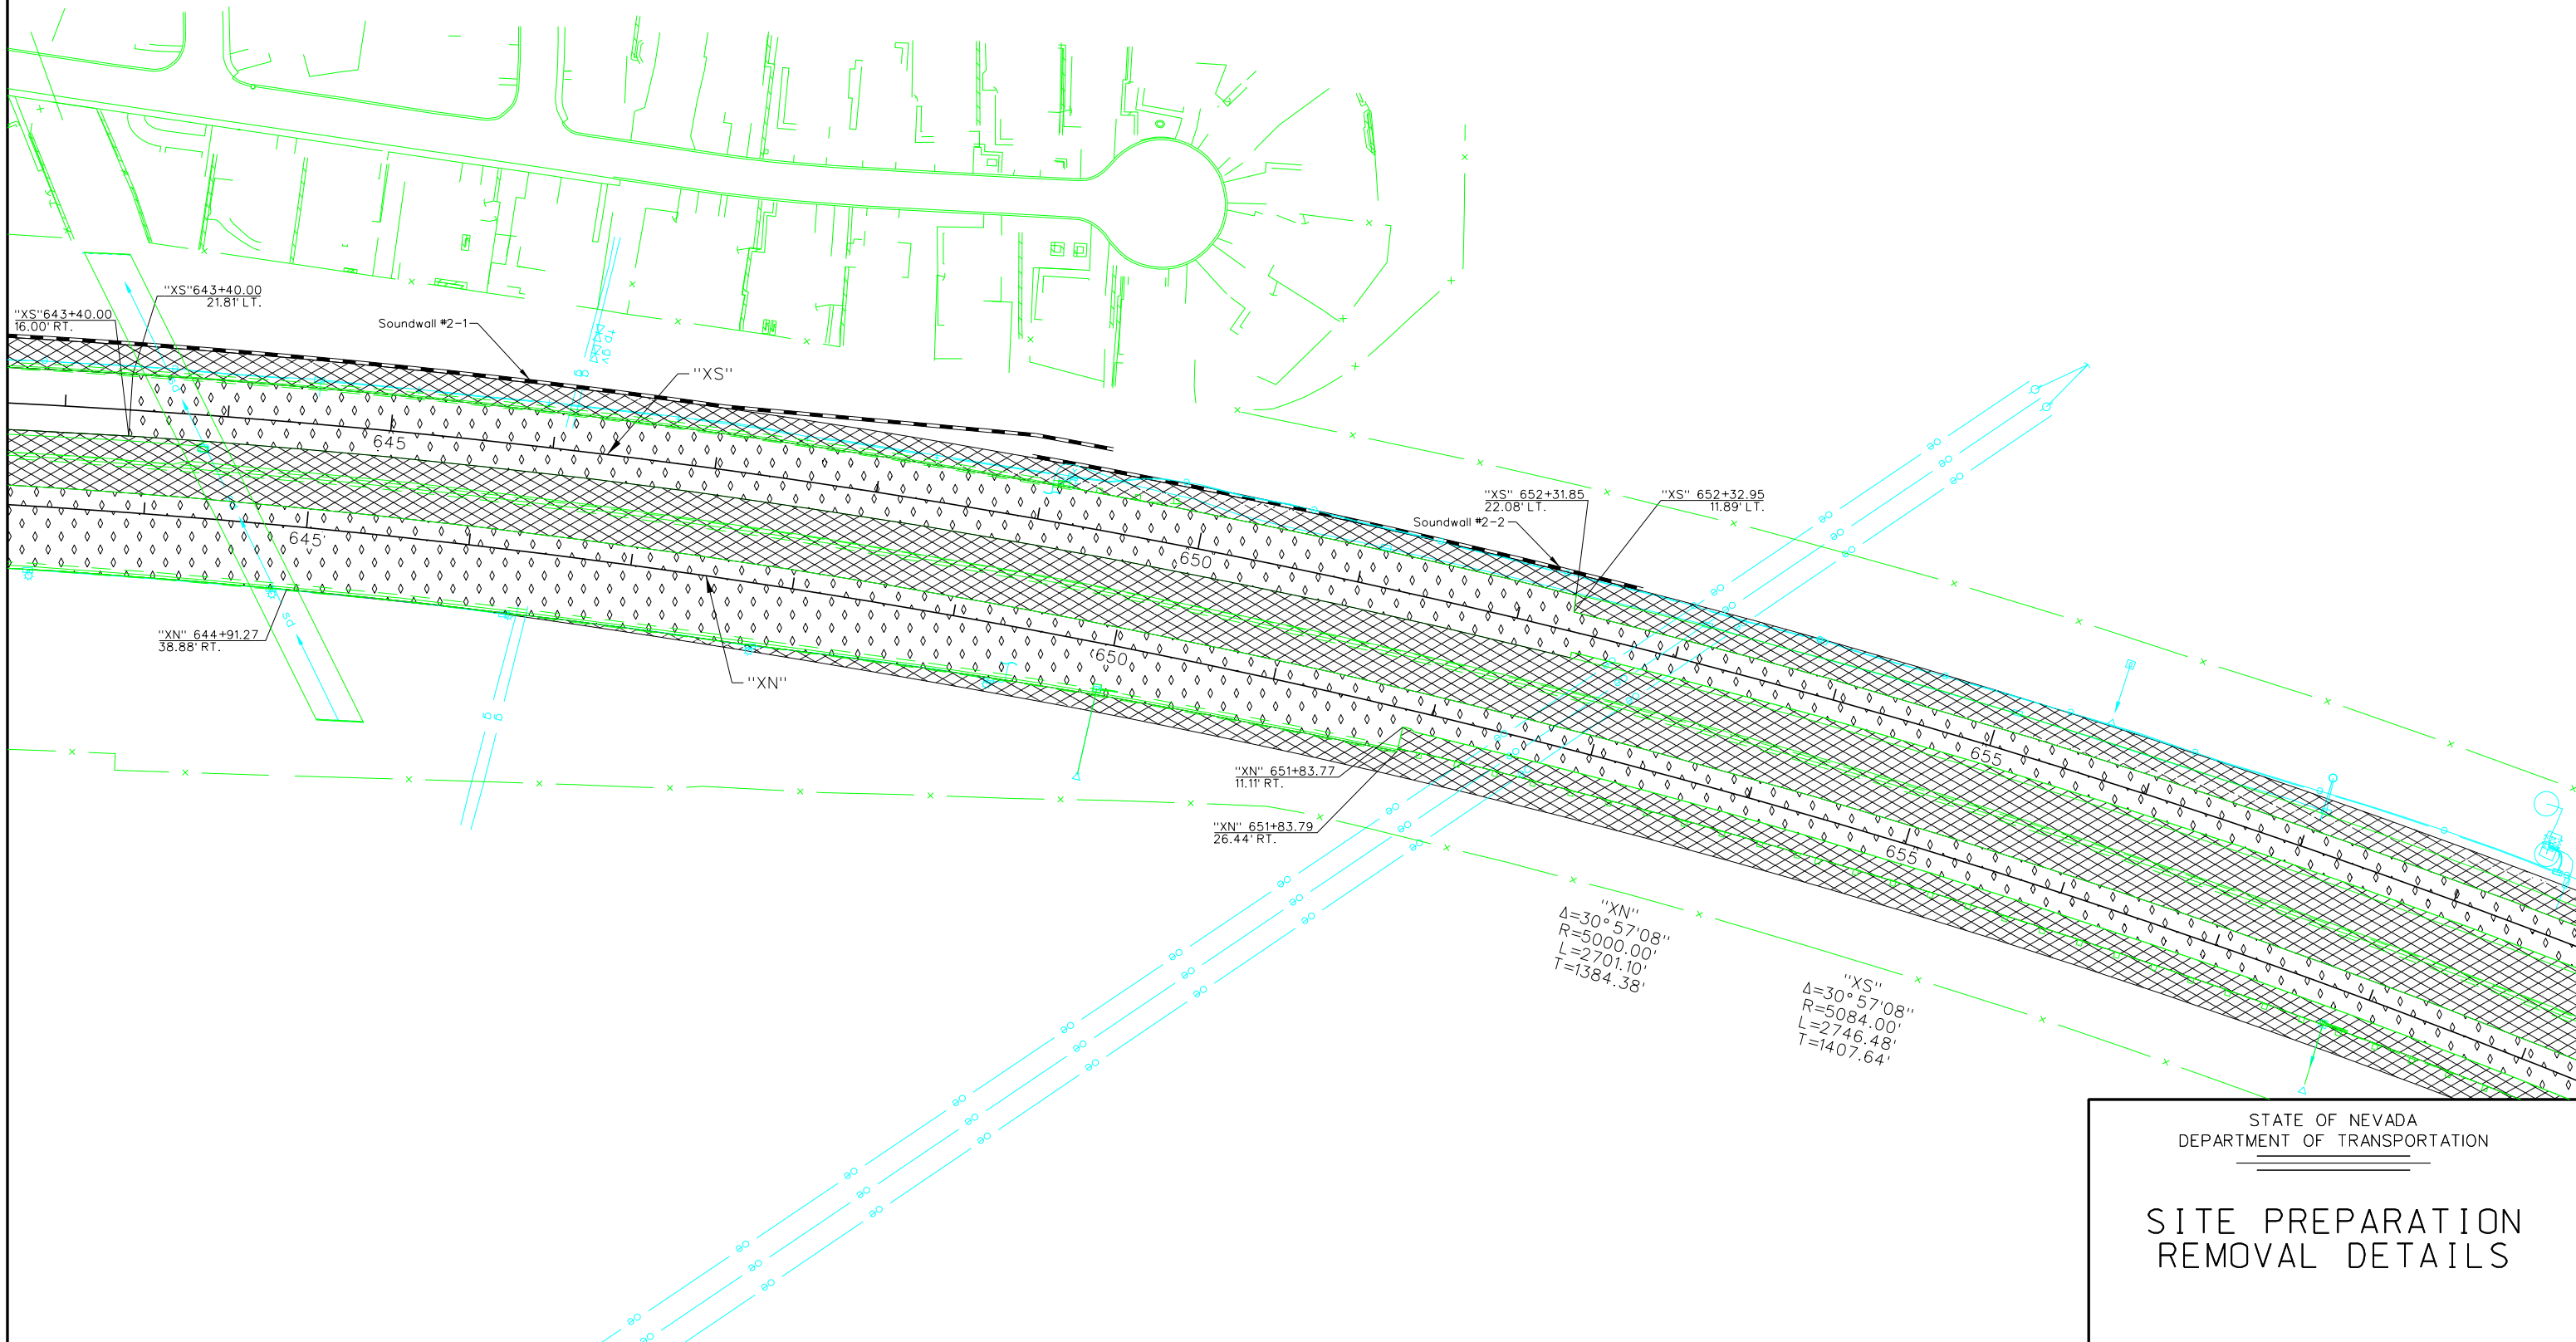 "XS"643+40.00
21.81' LT.
"XS"643+40.00
16.00' RT.
Soundwall #2-1
"XS"
645
645
"XN" 644+91.27
38.88' RT.
"XN"
650
650
"XS" 652+31.85
22.08' LT.
"XS" 652+32.95
11.89' LT.
Soundwall #2-2
"XN" 651+83.77
11.11' RT.
"XN" 651+83.79
26.44' RT.
655
655
"XN"
Δ=30°57'08"
R=5000.00'
L=2701.10'
T=1384.38'
"XS"
Δ=30°57'08"
R=5084.00'
L=2746.48'
T=1407.64'
STATE OF NEVADA
DEPARTMENT OF TRANSPORTATION
SITE PREPARATION
REMOVAL DETAILS